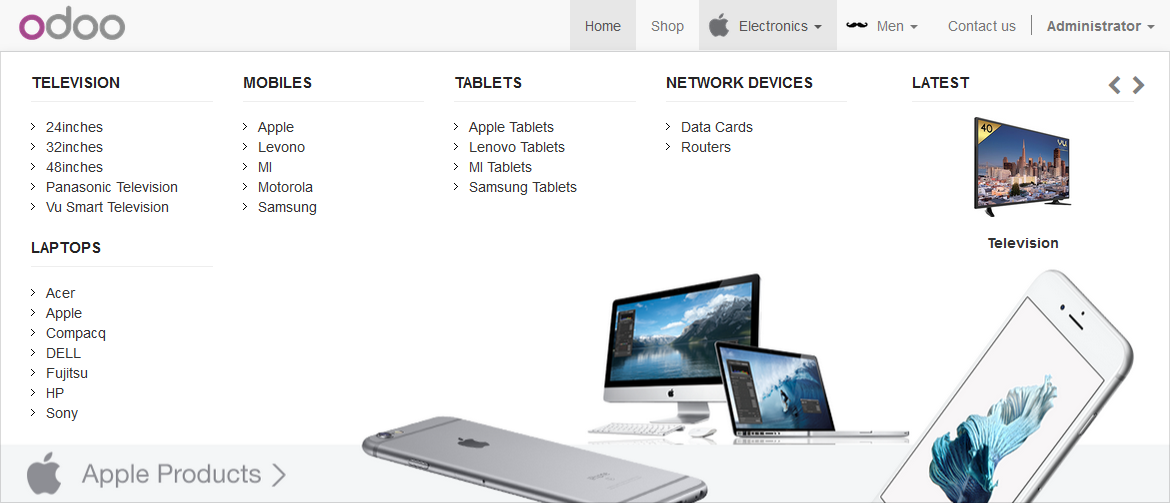 odoo
Home
Shop
Electronics
Men
Contact us
Administrator
TELEVISION
24inches
32inches
48inches
Panasonic Television
Vu Smart Television
MOBILES
Apple
Levono
MI
Motorola
Samsung
TABLETS
Apple Tablets
Lenovo Tablets
MI Tablets
Samsung Tablets
NETWORK DEVICES
Data Cards
Routers
LATEST
40
Vu
Television
LAPTOPS
Acer
Apple
Compacq
DELL
Fujitsu
HP
Sony
iPhone
Apple Products